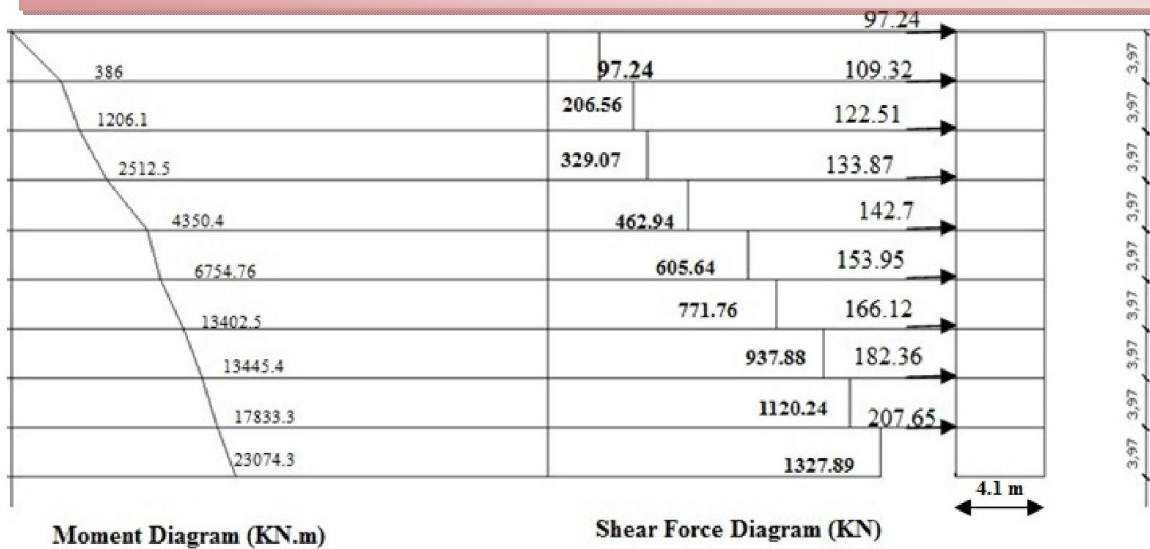 97.24
386 97.24 109.32 3,97
1206.1 206.56 122.51 3,97
2512.5 329.07 133.87 3,97
4350.4 462.94 142.7 3,97
6754.76 605.64 153.95 3,97
13402.5 771.76 166.12 3,97
13445.4 937.88 182.36 3,97
17833.3 1120.24 207.65 3,97
23074.3 1327.89 3,97
4.1 m
Moment Diagram (KN.m) Shear Force Diagram (KN)